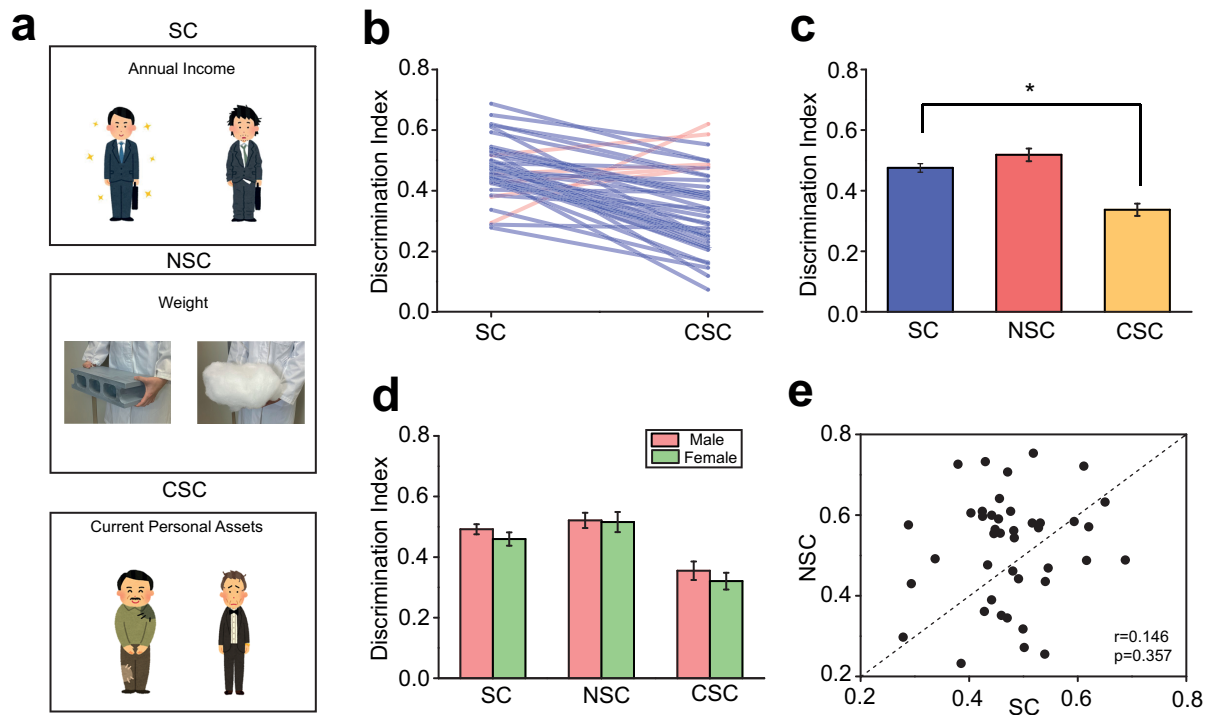 a
SC
Annual Income
NSC
Weight
CSC
Current Personal Assets
b
Discrimination Index
0.8
0.6
0.4
0.2
0.0
SC
CSC
c
Discrimination Index
0.8
0.6
0.4
0.2
0.0
*
SC
NSC
CSC
d
Discrimination Index
0.8
0.6
0.4
0.2
0.0
Male
Female
SC
NSC
CSC
e
NSC
0.8
0.6
0.4
0.2
r=0.146
p=0.357
0.2
0.4
0.6
0.8
SC